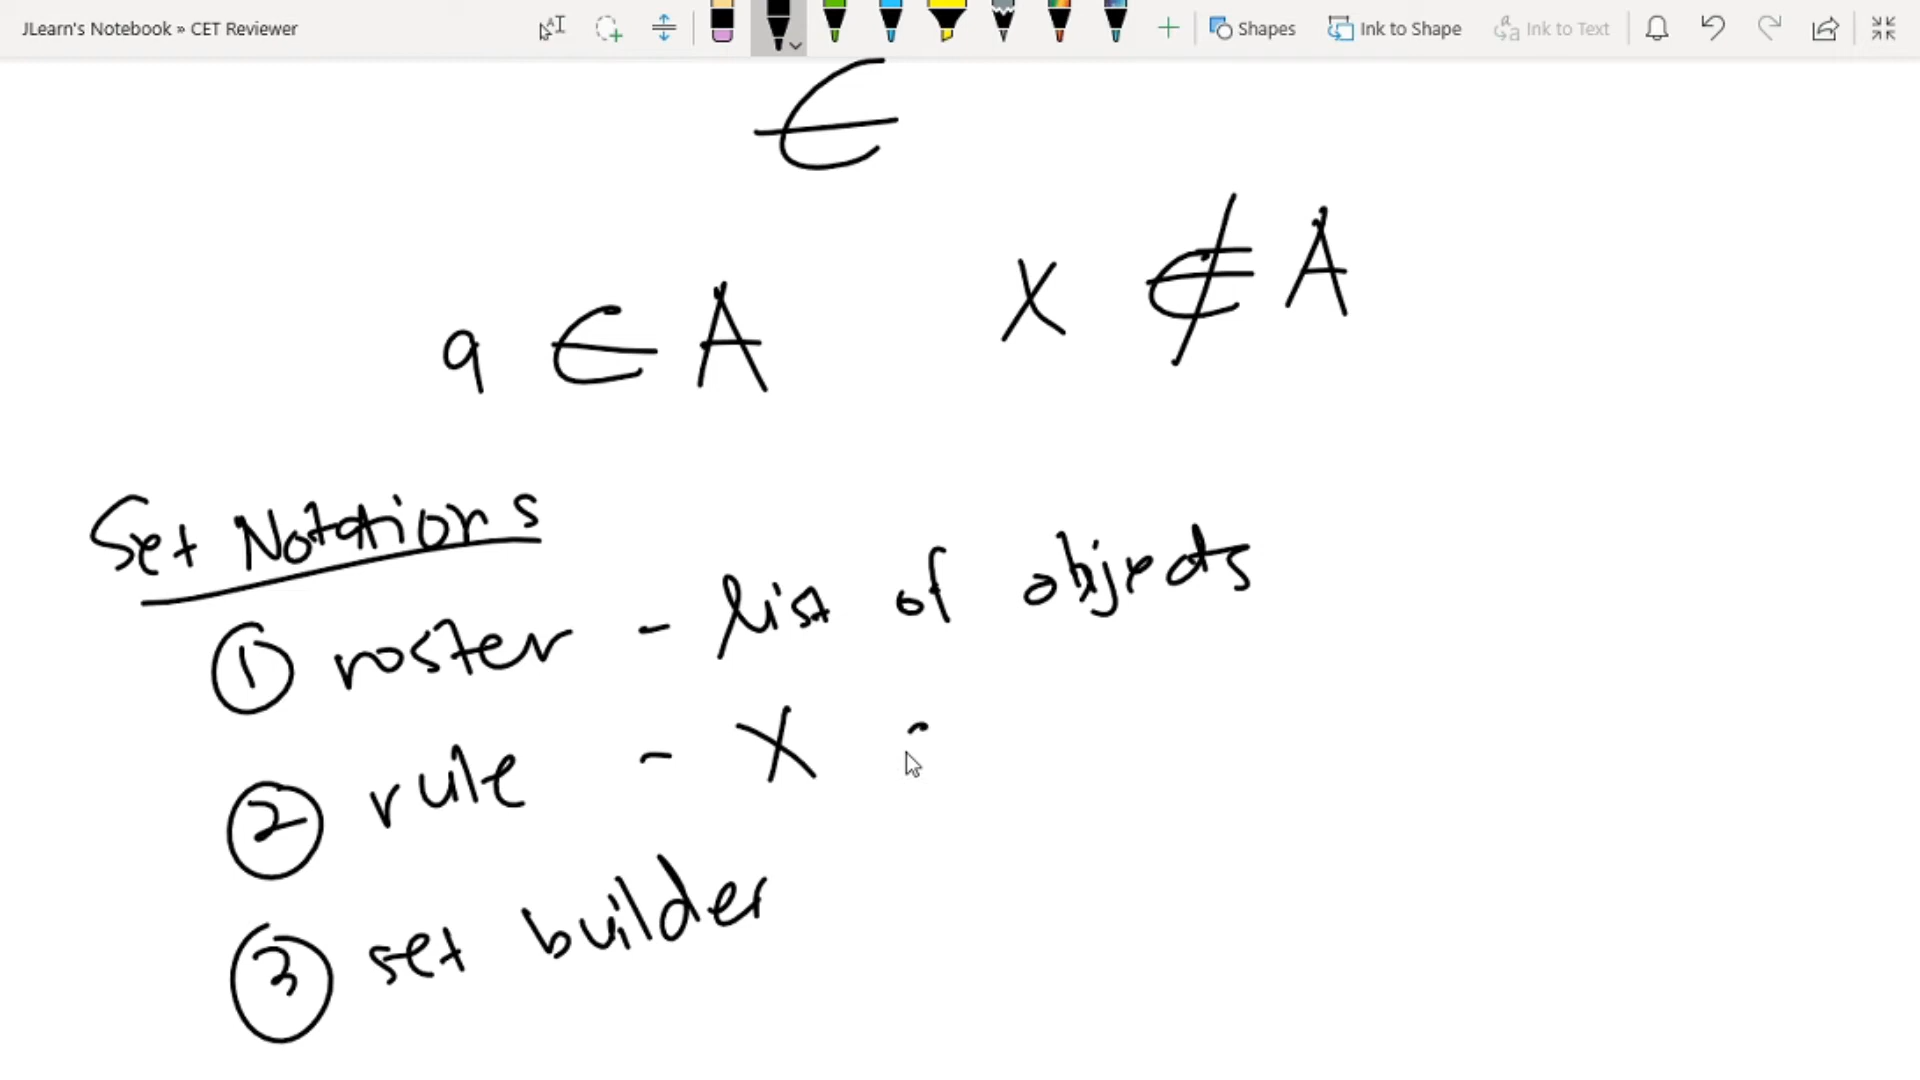 JLearn's Notebook » CET Reviewer
Shapes
Ink to Shape
Ink to Text
∈
a ∈ A
x ∉ A
Set Notations
① roster - list of objects
② rule - X
③ set builder